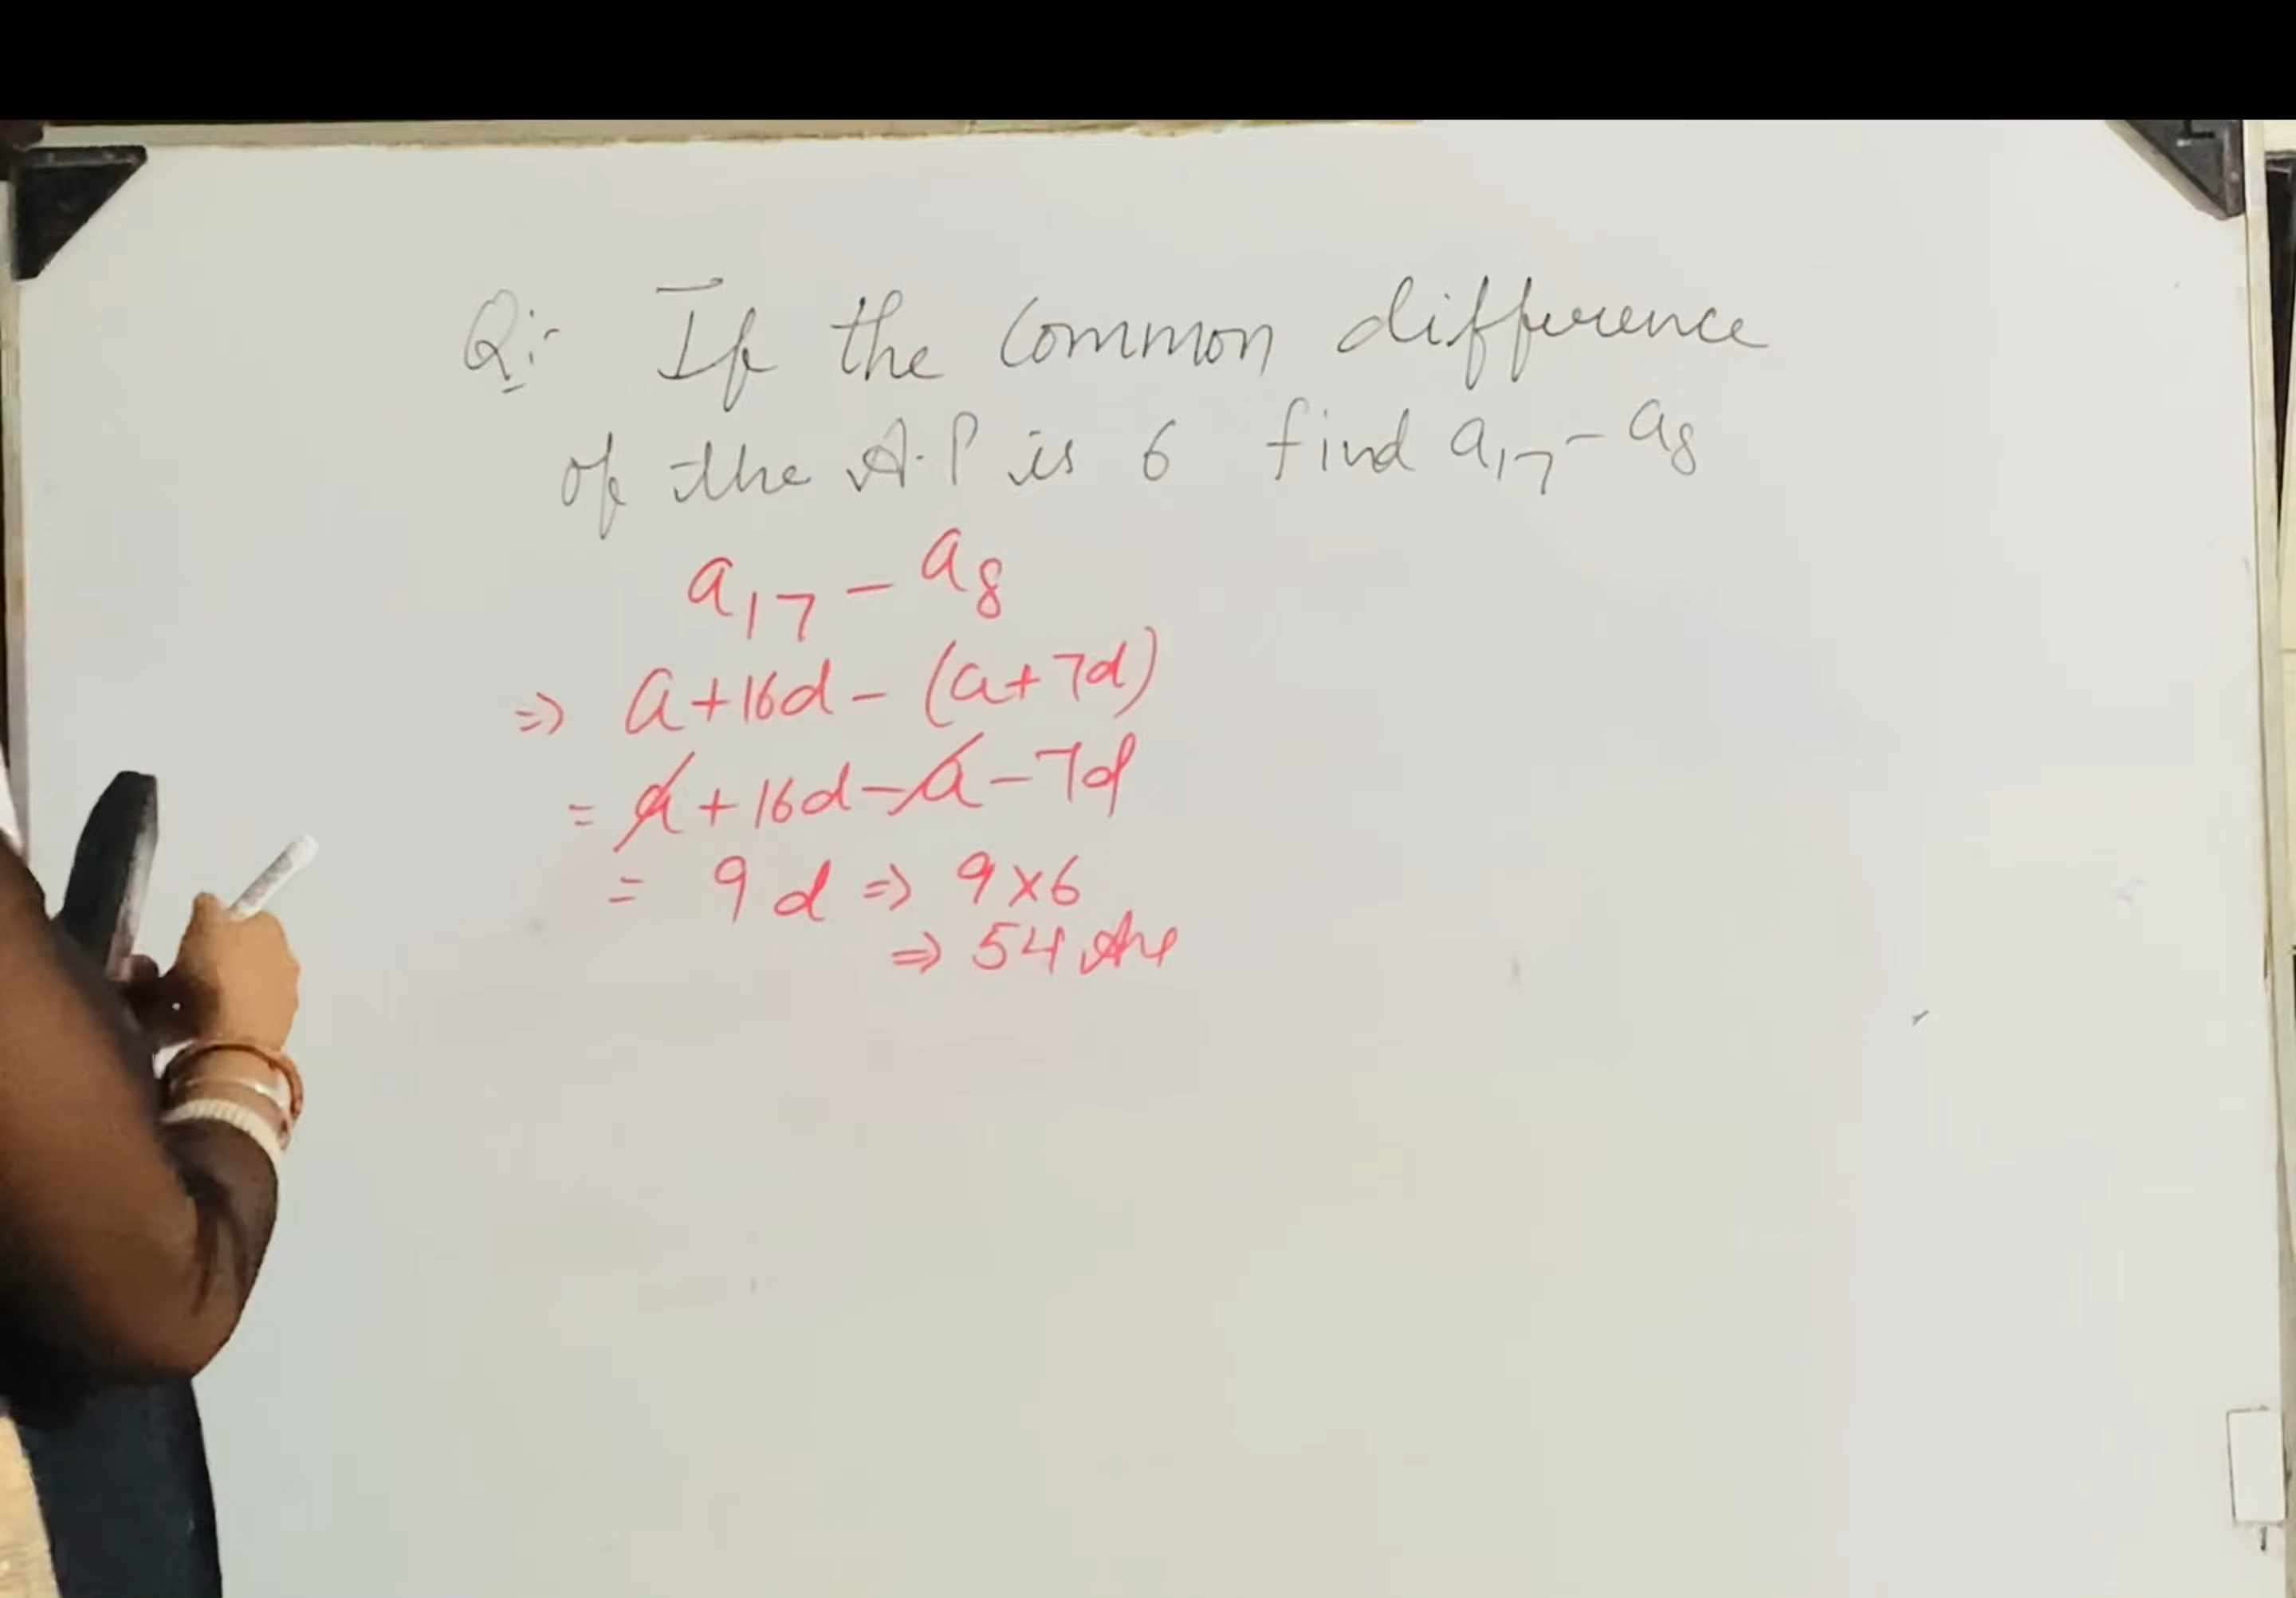 Q:- If the Common difference
of the A.P is 6 find a₁₇ - a₈
a₁₇ - a₈
⇒ a+16d - (a+7d)
= a + 16d - a - 7d
= 9d ⇒ 9×6
⇒ 54 Ans